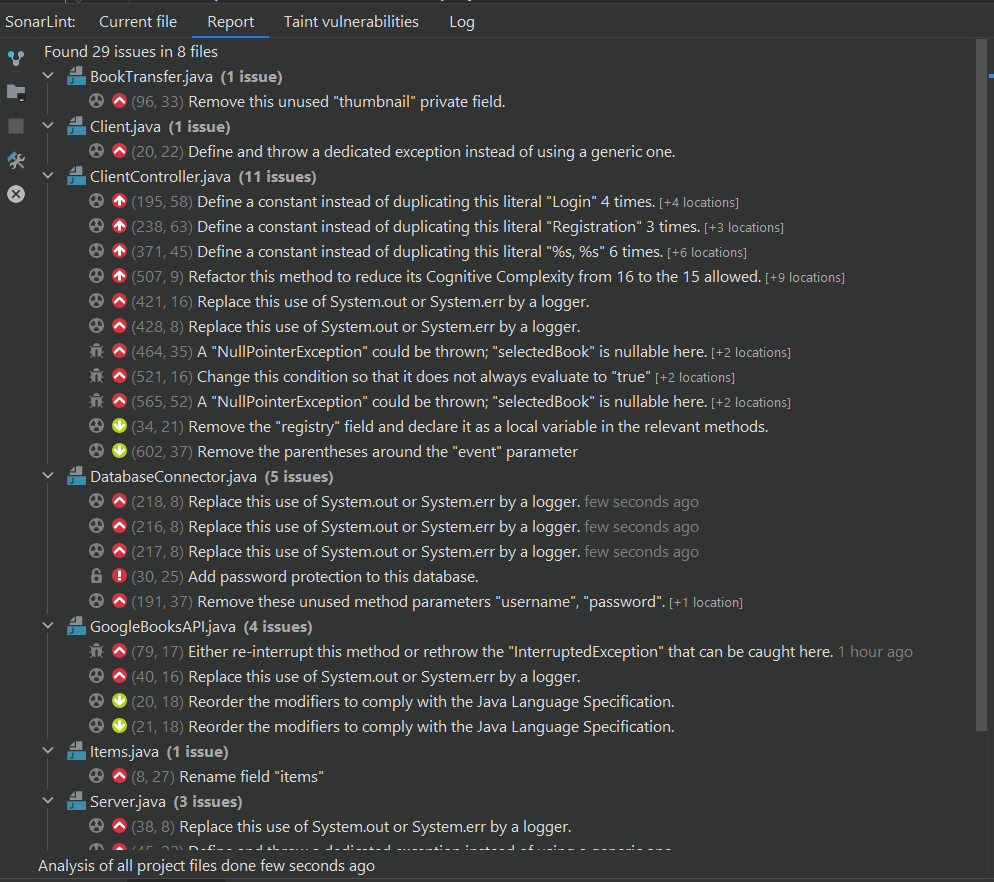 SonarLint: Current file Report Taint vulnerabilities Log
Found 29 issues in 8 files
BookTransfer.java (1 issue)
(96, 33) Remove this unused "thumbnail" private field.
Client.java (1 issue)
(20, 22) Define and throw a dedicated exception instead of using a generic one.
ClientController.java (11 issues)
(195, 58) Define a constant instead of duplicating this literal "Login" 4 times. [+4 locations]
(238, 63) Define a constant instead of duplicating this literal "Registration" 3 times. [+3 locations]
(371, 45) Define a constant instead of duplicating this literal "%s, %s" 6 times. [+6 locations]
(507, 9) Refactor this method to reduce its Cognitive Complexity from 16 to the 15 allowed. [+9 locations]
(421, 16) Replace this use of System.out or System.err by a logger.
(428, 8) Replace this use of System.out or System.err by a logger.
(464, 35) A "NullPointerException" could be thrown; "selectedBook" is nullable here. [+2 locations]
(521, 16) Change this condition so that it does not always evaluate to "true" [+2 locations]
(565, 52) A "NullPointerException" could be thrown; "selectedBook" is nullable here. [+2 locations]
(34, 21) Remove the "registry" field and declare it as a local variable in the relevant methods.
(602, 37) Remove the parentheses around the "event" parameter
DatabaseConnector.java (5 issues)
(218, 8) Replace this use of System.out or System.err by a logger. few seconds ago
(216, 8) Replace this use of System.out or System.err by a logger. few seconds ago
(217, 8) Replace this use of System.out or System.err by a logger. few seconds ago
(30, 25) Add password protection to this database.
(191, 37) Remove these unused method parameters "username", "password". [+1 location]
GoogleBooksAPI.java (4 issues)
(79, 17) Either re-interrupt this method or rethrow the "InterruptedException" that can be caught here. 1 hour ago
(40, 16) Replace this use of System.out or System.err by a logger.
(20, 18) Reorder the modifiers to comply with the Java Language Specification.
(21, 18) Reorder the modifiers to comply with the Java Language Specification.
Items.java (1 issue)
(8, 27) Rename field "items"
Server.java (3 issues)
(38, 8) Replace this use of System.out or System.err by a logger.
Define and throw a dedicated exception instead of using a generic one.
Analysis of all project files done few seconds ago